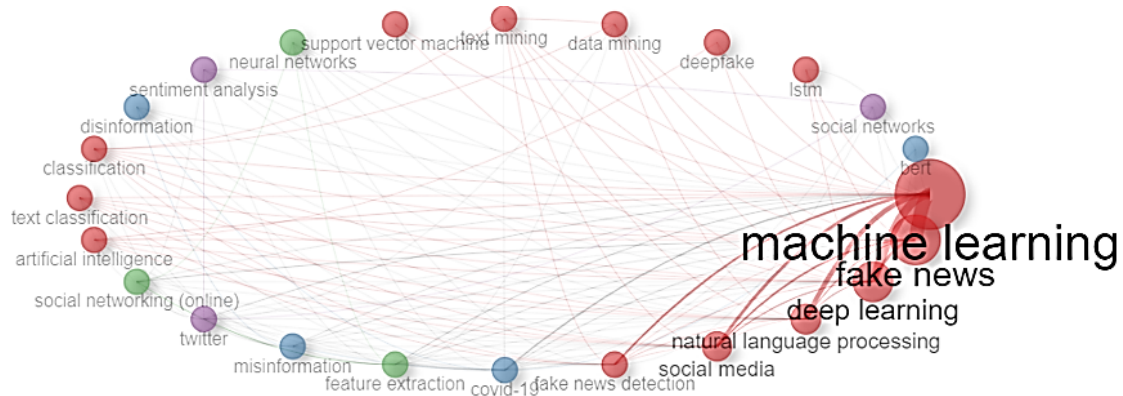 support vector machine
text mining
data mining
neural networks
deepfake
sentiment analysis
lstm
disinformation
social networks
classification
bert
text classification
machine learning
artificial intelligence
fake news
social networking (online)
deep learning
twitter
natural language processing
misinformation
social media
feature extraction
covid-19
fake news detection